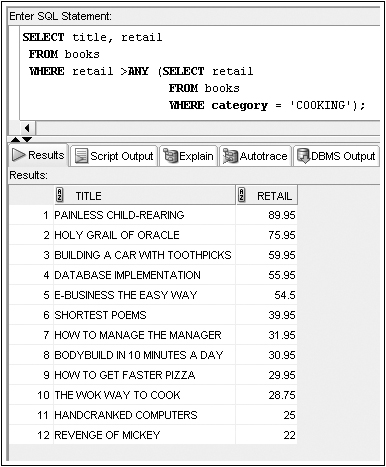 Enter SQL Statement:
SELECT title, retail
FROM books
WHERE retail >ANY (SELECT retail
FROM books
WHERE category = 'COOKING');
Results Script Output Explain Autotrace DBMS Output
Results:
TITLE RETAIL
1 PAINLESS CHILD-REARING 89.95
2 HOLY GRAIL OF ORACLE 75.95
3 BUILDING A CAR WITH TOOTHPICKS 59.95
4 DATABASE IMPLEMENTATION 55.95
5 E-BUSINESS THE EASY WAY 54.5
6 SHORTEST POEMS 39.95
7 HOW TO MANAGE THE MANAGER 31.95
8 BODYBUILD IN 10 MINUTES A DAY 30.95
9 HOW TO GET FASTER PIZZA 29.95
10 THE WOK WAY TO COOK 28.75
11 HANDCRANKED COMPUTERS 25
12 REVENGE OF MICKEY 22